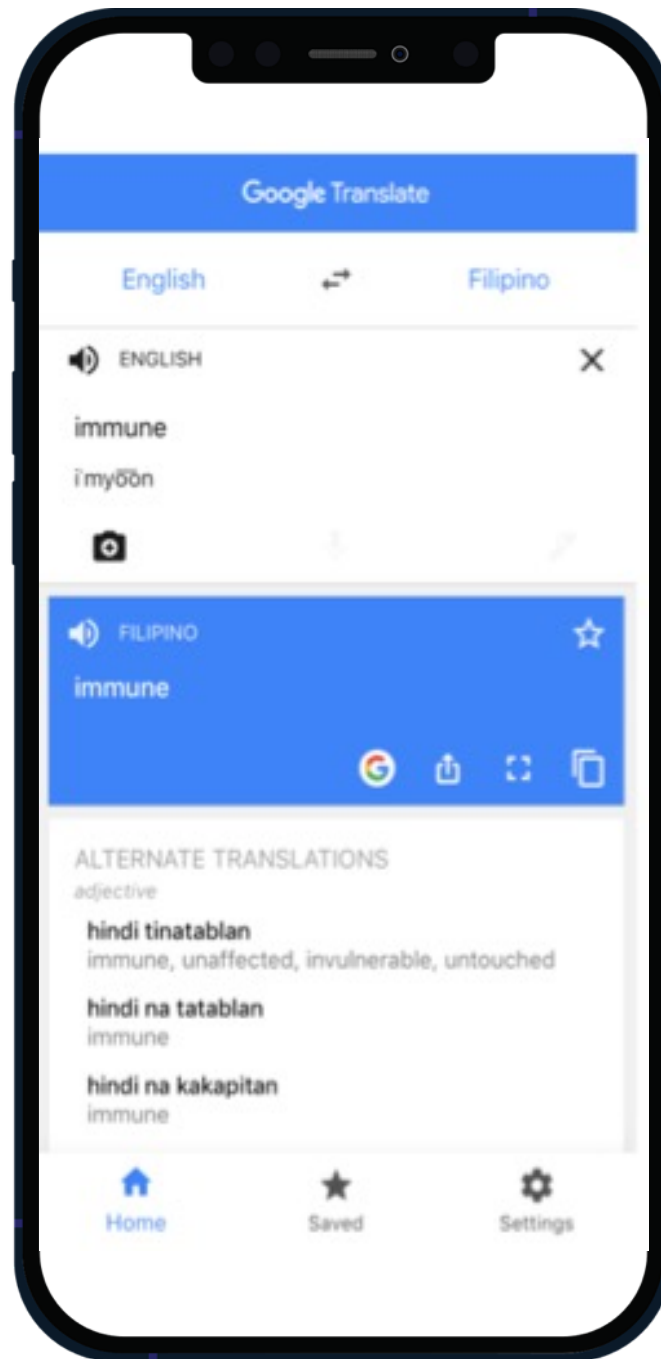 Google Translate
English Filipino
ENGLISH
immune
i'myo͞on
FILIPINO
immune
G
ALTERNATE TRANSLATIONS
adjective
hindi tinatablan
immune, unaffected, invulnerable, untouched
hindi na tatablan
immune
hindi na kakapitan
immune
Home Saved Settings